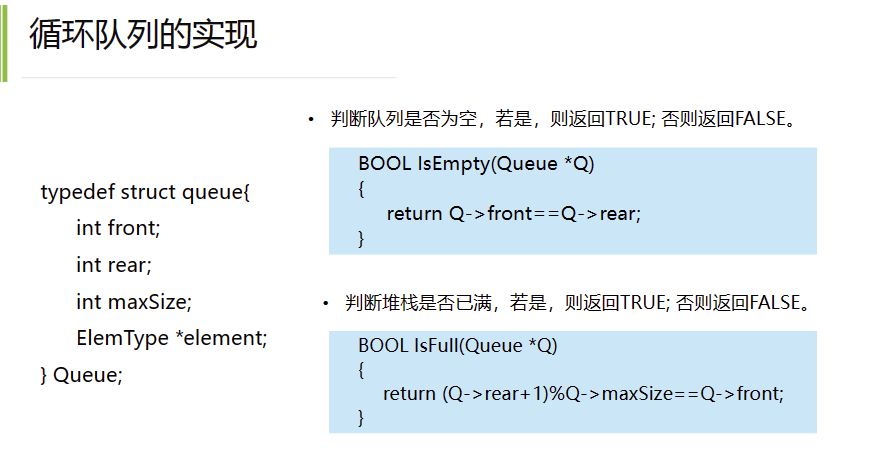 循环队列的实现
typedef struct queue{
int front;
int rear;
int maxSize;
ElemType *element;
} Queue;
• 判断队列是否为空，若是，则返回TRUE; 否则返回FALSE。
BOOL IsEmpty(Queue *Q)
{
return Q->front==Q->rear;
}
• 判断堆栈是否已满，若是，则返回TRUE; 否则返回FALSE。
BOOL IsFull(Queue *Q)
{
return (Q->rear+1)%Q->maxSize==Q->front;
}